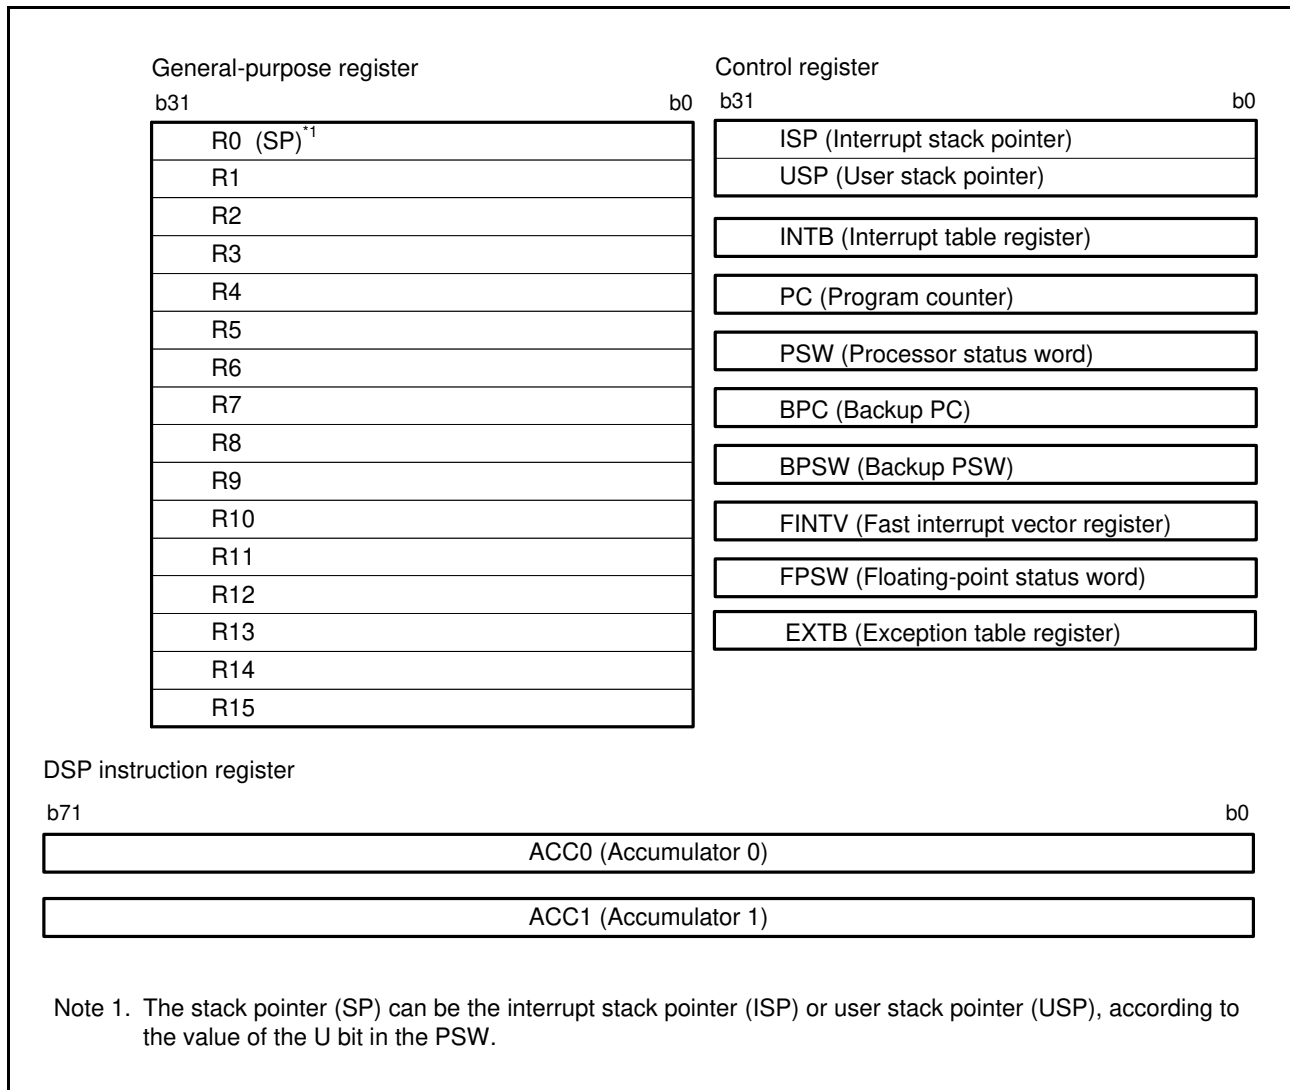 General-purpose register
b31 b0
R0 (SP)*1
R1
R2
R3
R4
R5
R6
R7
R8
R9
R10
R11
R12
R13
R14
R15
Control register
b31 b0
ISP (Interrupt stack pointer)
USP (User stack pointer)
INTB (Interrupt table register)
PC (Program counter)
PSW (Processor status word)
BPC (Backup PC)
BPSW (Backup PSW)
FINTV (Fast interrupt vector register)
FPSW (Floating-point status word)
EXTB (Exception table register)
DSP instruction register
b71 b0
ACC0 (Accumulator 0)
ACC1 (Accumulator 1)
Note 1. The stack pointer (SP) can be the interrupt stack pointer (ISP) or user stack pointer (USP), according to
the value of the U bit in the PSW.